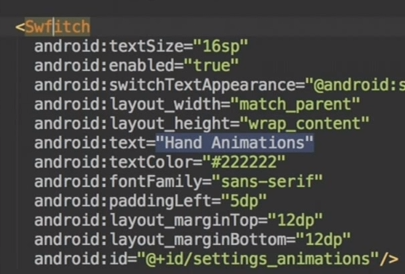 <Swfitch
android:textSize="16sp"
android:enabled="true"
android:switchTextAppearance="@android:s
android:layout_width="match_parent"
android:layout_height="wrap_content"
android:text="Hand Animations"
android:textColor="#222222"
android:fontFamily="sans-serif"
android:paddingLeft="5dp"
android:layout_marginTop="12dp"
android:layout_marginBottom="12dp"
android:id="@+id/settings_animations"/>